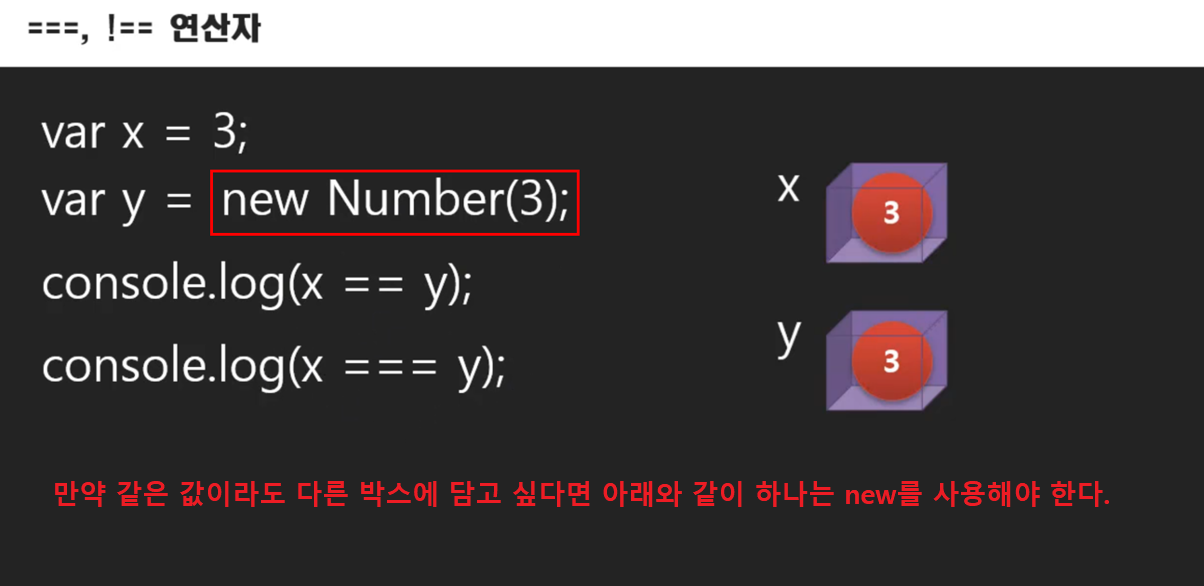 ===, !== 연산자
var x = 3;
var y = new Number(3);
x
3
console.log(x == y);
y
3
console.log(x === y);
만약 같은 값이라도 다른 박스에 담고 싶다면 아래와 같이 하나는 new를 사용해야 한다.